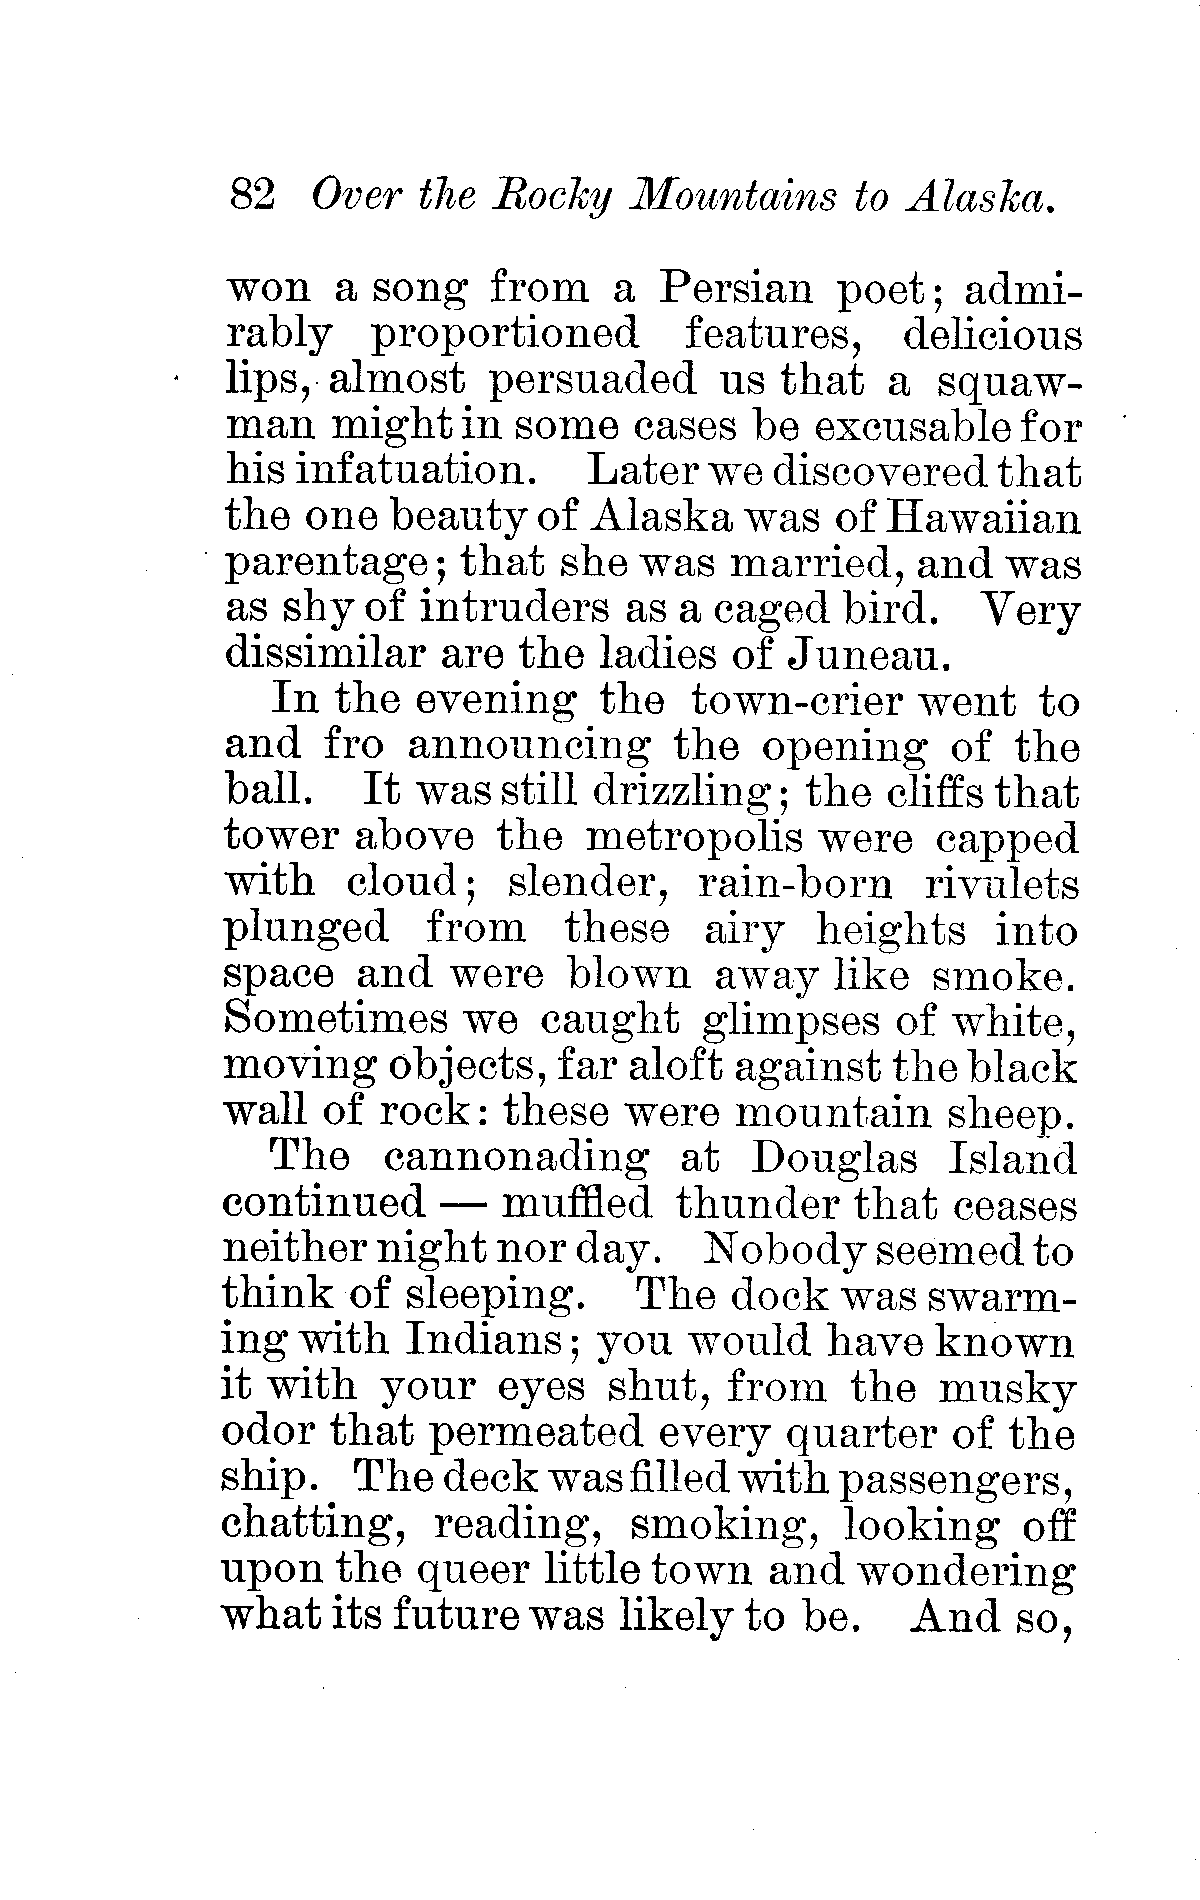 82 Over the Rocky Mountains to Alaska.
won a song from a Persian poet; admi-
rably proportioned features, delicious
lips, almost persuaded us that a squaw-
man might in some cases be excusable for
his infatuation. Later we discovered that
the one beauty of Alaska was of Hawaiian
parentage; that she was married, and was
as shy of intruders as a caged bird. Very
dissimilar are the ladies of Juneau.
In the evening the town-crier went to
and fro announcing the opening of the
ball. It was still drizzling; the cliffs that
tower above the metropolis were capped
with cloud; slender, rain-born rivulets
plunged from these airy heights into
space and were blown away like smoke.
Sometimes we caught glimpses of white,
moving objects, far aloft against the black
wall of rock: these were mountain sheep.
The cannonading at Douglas Island
continued — muffled thunder that ceases
neither night nor day. Nobody seemed to
think of sleeping. The dock was swarm-
ing with Indians; you would have known
it with your eyes shut, from the musky
odor that permeated every quarter of the
ship. The deck was filled with passengers,
chatting, reading, smoking, looking off
upon the queer little town and wondering
what its future was likely to be. And so,